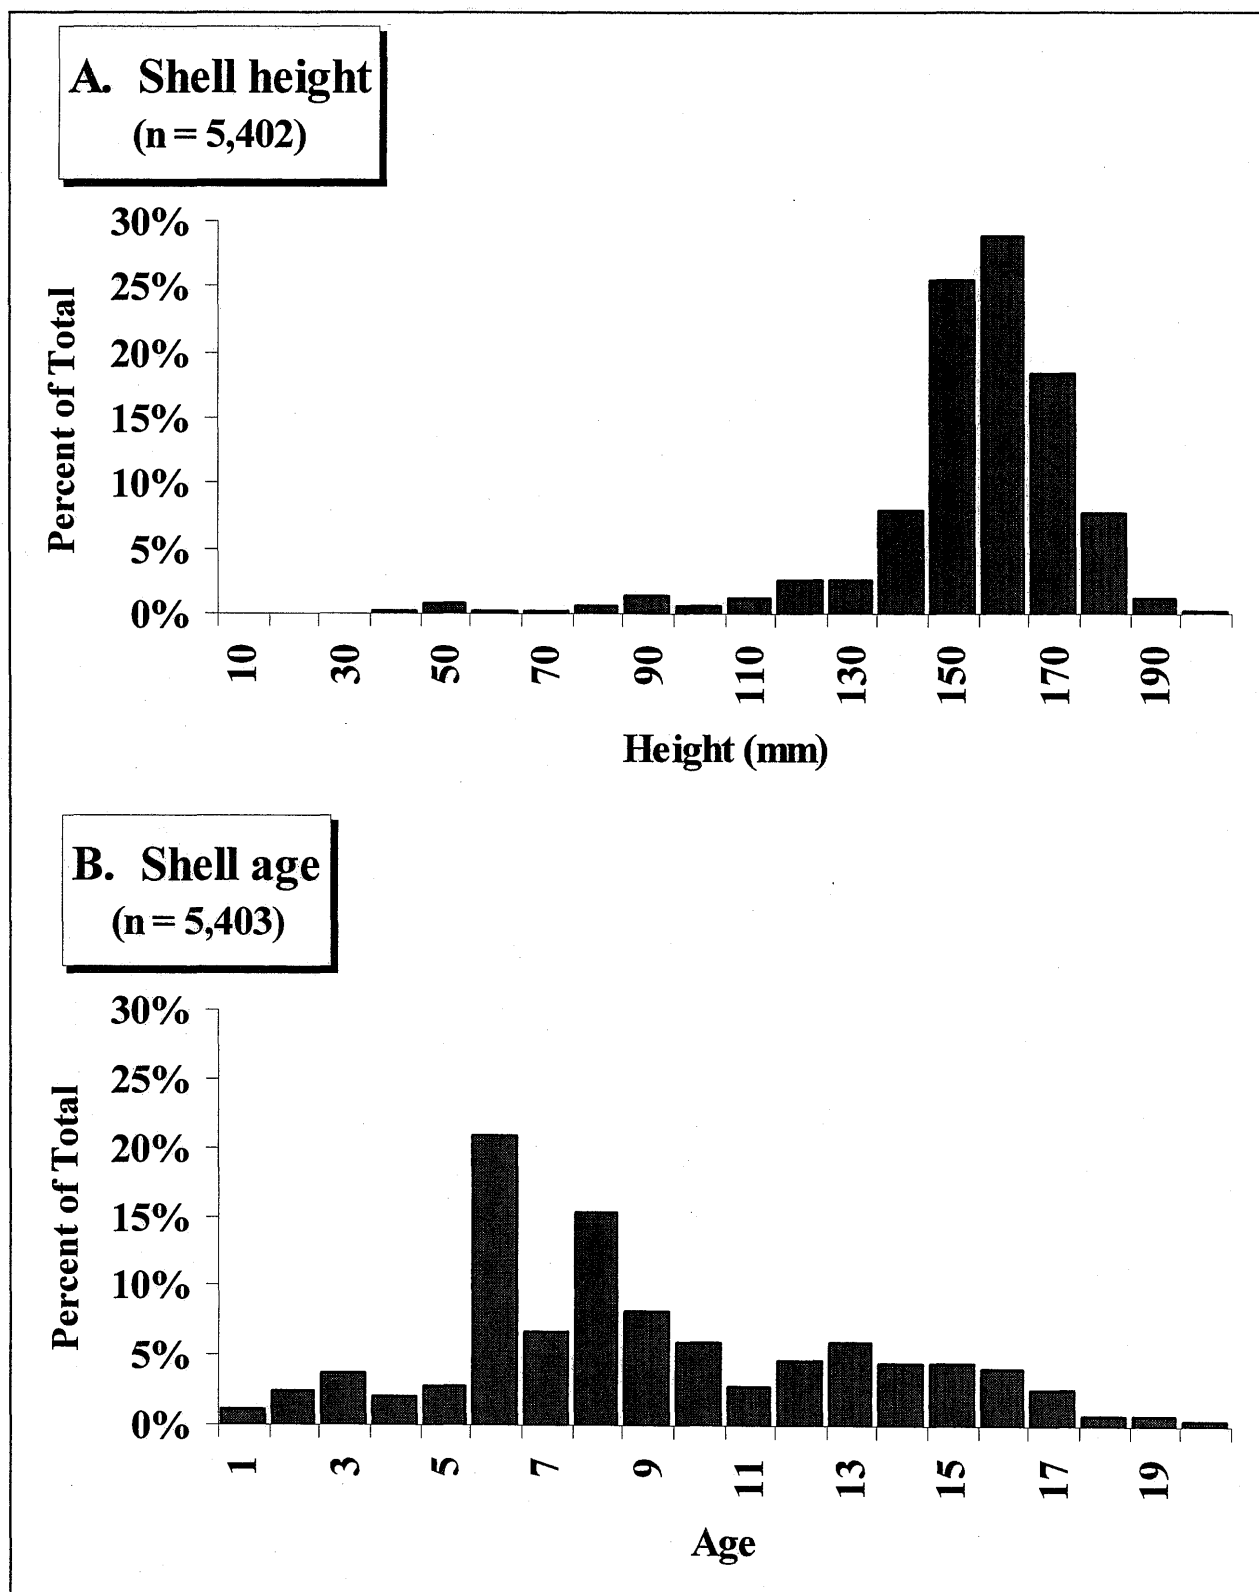 A. Shell height
(n = 5,402)
30%
25%
20%
15%
10%
5%
0%
Percent of Total
10 30 50 70 90 110 130 150 170 190
Height (mm)
B. Shell age
(n = 5,403)
30%
25%
20%
15%
10%
5%
0%
Percent of Total
1 3 5 7 9 11 13 15 17 19
Age